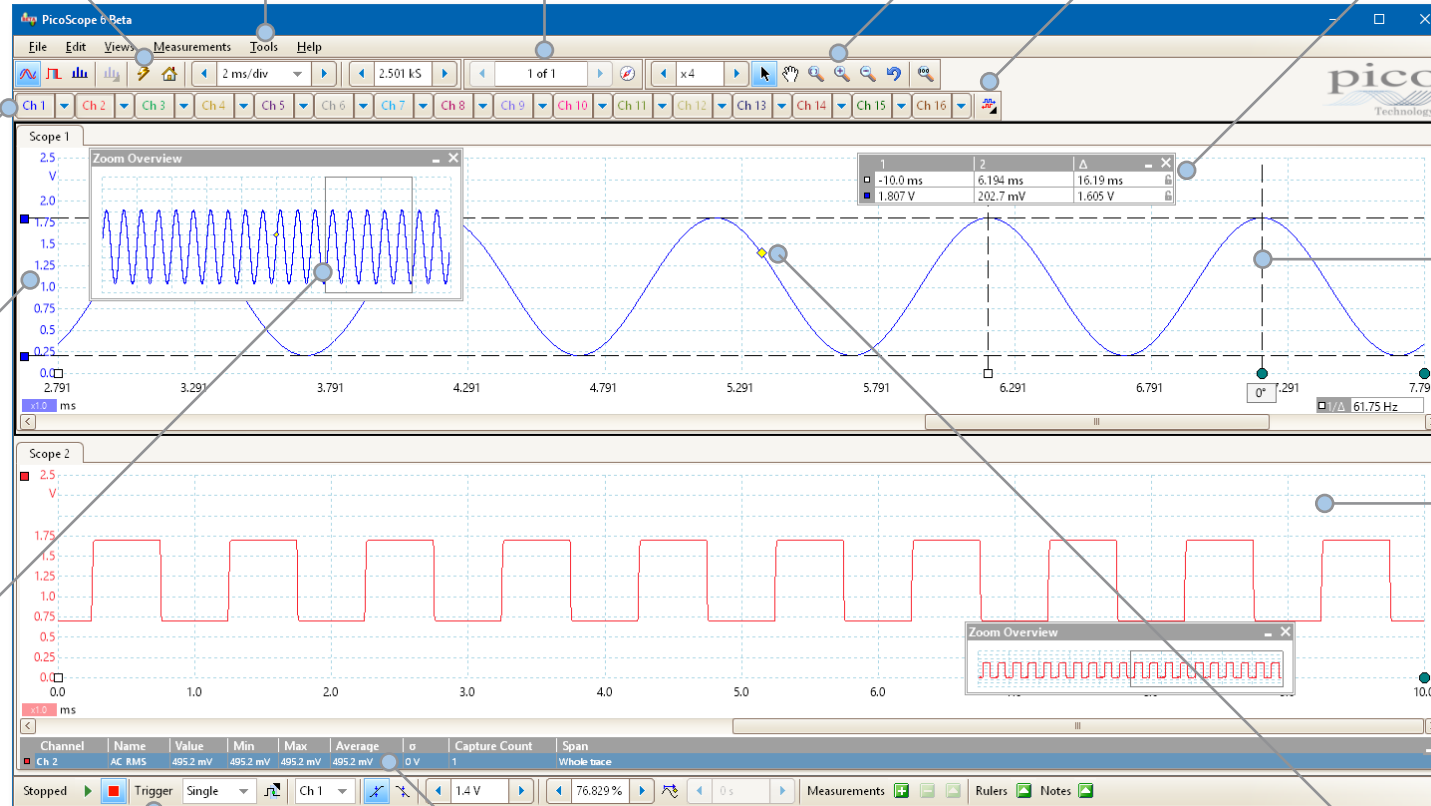 PicoScope 6 Beta
File Edit Views Measurements Tools Help
2 ms/div 2.501 kS 1 of 1 x4
pico
Technology
Ch 1 Ch 2 Ch 3 Ch 4 Ch 5 Ch 6 Ch 7 Ch 8 Ch 9 Ch 10 Ch 11 Ch 12 Ch 13 Ch 14 Ch 15 Ch 16
Scope 1
Zoom Overview
1 2 Δ
-10.0 ms 6.194 ms 16.19 ms
1.807 V 202.7 mV 1.605 V
2.5
V
2.0
1.75
1.5
1.25
1.0
0.75
0.5
0.25
0.0
2.791 3.291 3.791 4.291 4.791 5.291 5.791 6.291 6.791 7.291 7.79
0°
x1.0 ms
1/Δ 61.75 Hz
Scope 2
2.5
V
1.75
1.5
1.25
1.0
0.75
0.5
0.25
0.0
Zoom Overview
0.0 1.0 2.0 3.0 4.0 5.0 6.0 10.0
x1.0 ms
Channel Name Value Min Max Average σ Capture Count Span
Ch 2 AC RMS 495.2 mV 495.2 mV 495.2 mV 495.2 mV 0 V 1 Whole trace
Stopped Trigger Single Ch 1 1.4 V 76.829 % 0 s Measurements Rulers Notes